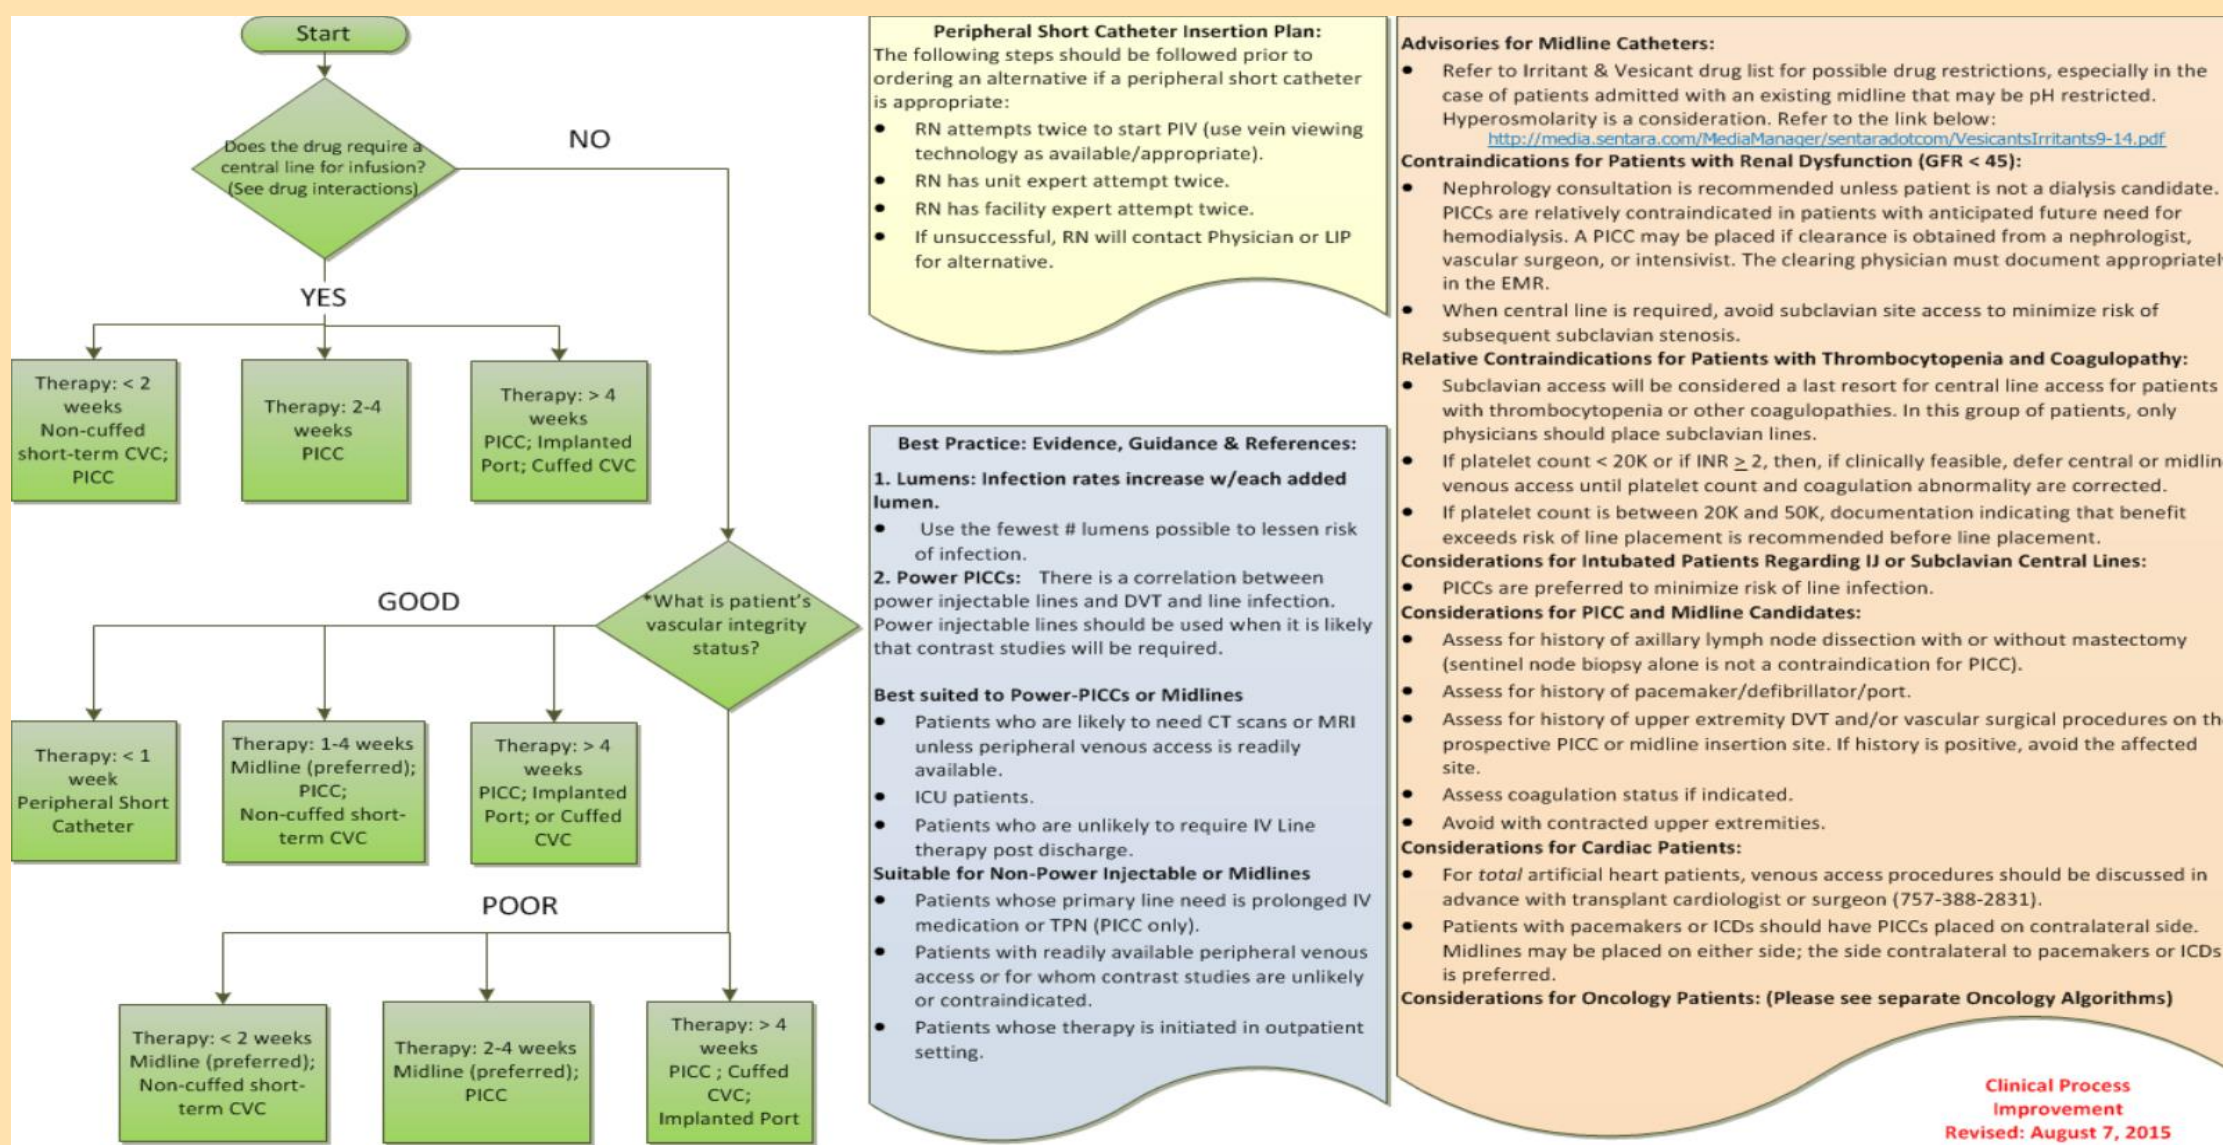 Start
Does the drug require a
central line for infusion?
(See drug interactions)
NO
YES
Therapy: < 2
weeks
Non-cuffed
short-term CVC;
PICC
Therapy: 2-4
weeks
PICC
Therapy: > 4
weeks
PICC; Implanted
Port; Cuffed CVC
*What is patient's
vascular integrity
status?
GOOD
Therapy: < 1
week
Peripheral Short
Catheter
Therapy: 1-4 weeks
Midline (preferred);
PICC;
Non-cuffed short-
term CVC
Therapy: > 4
weeks
PICC; Implanted
Port; or Cuffed
CVC
POOR
Therapy: < 2 weeks
Midline (preferred);
Non-cuffed short-
term CVC
Therapy: 2-4 weeks
Midline (preferred);
PICC
Therapy: > 4
weeks
PICC ; Cuffed
CVC;
Implanted Port
Peripheral Short Catheter Insertion Plan:
The following steps should be followed prior to
ordering an alternative if a peripheral short catheter
is appropriate:
• RN attempts twice to start PIV (use vein viewing
technology as available/appropriate).
• RN has unit expert attempt twice.
• RN has facility expert attempt twice.
• If unsuccessful, RN will contact Physician or LIP
for alternative.
Best Practice: Evidence, Guidance & References:
1. Lumens: Infection rates increase w/each added
lumen.
• Use the fewest # lumens possible to lessen risk
of infection.
2. Power PICCs: There is a correlation between
power injectable lines and DVT and line infection.
Power injectable lines should be used when it is likely
that contrast studies will be required.
Best suited to Power-PICCs or Midlines
• Patients who are likely to need CT scans or MRI
unless peripheral venous access is readily
available.
• ICU patients.
• Patients who are unlikely to require IV Line
therapy post discharge.
Suitable for Non-Power Injectable or Midlines
• Patients whose primary line need is prolonged IV
medication or TPN (PICC only).
• Patients with readily available peripheral venous
access or for whom contrast studies are unlikely
or contraindicated.
• Patients whose therapy is initiated in outpatient
setting.
Advisories for Midline Catheters:
• Refer to Irritant & Vesicant drug list for possible drug restrictions, especially in the
case of patients admitted with an existing midline that may be pH restricted.
Hyperosmolarity is a consideration. Refer to the link below:
http://media.sentara.com/MediaManager/sentaradotcom/VesicantsIrritants9-14.pdf
Contraindications for Patients with Renal Dysfunction (GFR < 45):
• Nephrology consultation is recommended unless patient is not a dialysis candidate.
PICCs are relatively contraindicated in patients with anticipated future need for
hemodialysis. A PICC may be placed if clearance is obtained from a nephrologist,
vascular surgeon, or intensivist. The clearing physician must document appropriatel
in the EMR.
• When central line is required, avoid subclavian site access to minimize risk of
subsequent subclavian stenosis.
Relative Contraindications for Patients with Thrombocytopenia and Coagulopathy:
• Subclavian access will be considered a last resort for central line access for patients
with thrombocytopenia or other coagulopathies. In this group of patients, only
physicians should place subclavian lines.
• If platelet count < 20K or if INR ≥ 2, then, if clinically feasible, defer central or midlin
venous access until platelet count and coagulation abnormality are corrected.
• If platelet count is between 20K and 50K, documentation indicating that benefit
exceeds risk of line placement is recommended before line placement.
Considerations for Intubated Patients Regarding IJ or Subclavian Central Lines:
• PICCs are preferred to minimize risk of line infection.
Considerations for PICC and Midline Candidates:
• Assess for history of axillary lymph node dissection with or without mastectomy
(sentinel node biopsy alone is not a contraindication for PICC).
• Assess for history of pacemaker/defibrillator/port.
• Assess for history of upper extremity DVT and/or vascular surgical procedures on th
prospective PICC or midline insertion site. If history is positive, avoid the affected
site.
• Assess coagulation status if indicated.
• Avoid with contracted upper extremities.
Considerations for Cardiac Patients:
• For total artificial heart patients, venous access procedures should be discussed in
advance with transplant cardiologist or surgeon (757-388-2831).
• Patients with pacemakers or ICDs should have PICCs placed on contralateral side.
Midlines may be placed on either side; the side contralateral to pacemakers or ICDs
is preferred.
Considerations for Oncology Patients: (Please see separate Oncology Algorithms)
Clinical Process
Improvement
Revised: August 7, 2015